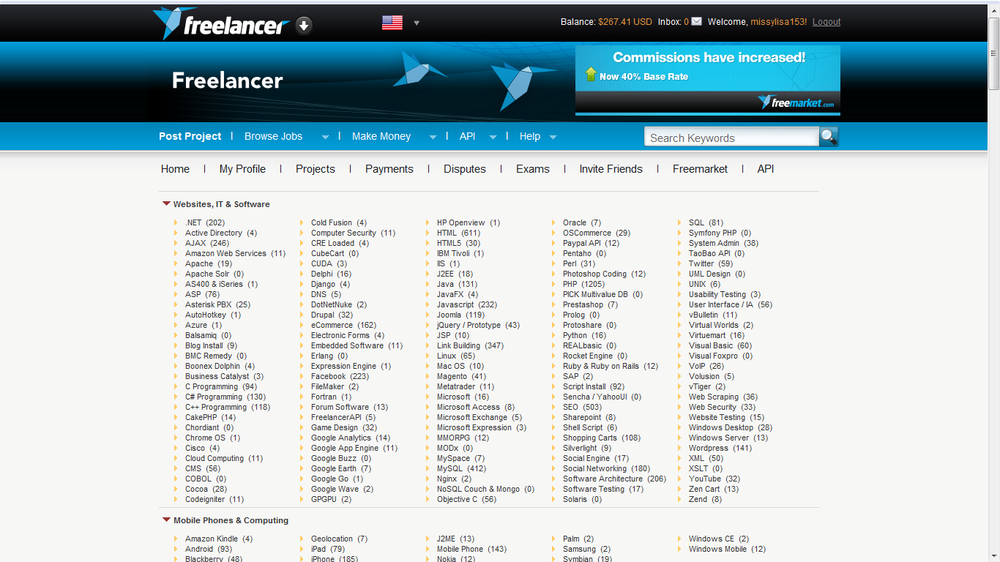 freelancer
Balance: $267.41 USD Inbox: 0 Welcome, missylisa153! Logout
Freelancer
Commissions have increased!
Now 40% Base Rate
freemarket.com
Post Project | Browse Jobs | Make Money | API | Help
Search Keywords
Home | My Profile | Projects | Payments | Disputes | Exams | Invite Friends | Freemarket | API
Websites, IT & Software
.NET (202)
Active Directory (4)
AJAX (246)
Amazon Web Services (11)
Apache (19)
Apache Solr (0)
AS400 & iSeries (1)
ASP (76)
Asterisk PBX (25)
AutoHotkey (1)
Azure (1)
Balsamiq (0)
Blog Install (9)
BMC Remedy (0)
Boonex Dolphin (4)
Business Catalyst (3)
C Programming (94)
C# Programming (130)
C++ Programming (118)
CakePHP (14)
Chordiant (0)
Chrome OS (1)
Cisco (4)
Cloud Computing (11)
CMS (56)
COBOL (0)
Cocoa (28)
Codeigniter (11)
Cold Fusion (4)
Computer Security (11)
CRE Loaded (4)
CubeCart (0)
CUDA (3)
Delphi (16)
Django (4)
DNS (5)
DotNetNuke (2)
Drupal (32)
eCommerce (162)
Electronic Forms (4)
Embedded Software (11)
Erlang (0)
Expression Engine (1)
Facebook (223)
FileMaker (2)
Fortran (1)
Forum Software (13)
FreelancerAPI (5)
Game Design (32)
Google Analytics (14)
Google App Engine (11)
Google Buzz (0)
Google Earth (7)
Google Go (1)
Google Wave (2)
GPGPU (2)
HP Openview (1)
HTML (611)
HTML5 (30)
IBM Tivoli (1)
IIS (1)
J2EE (18)
Java (131)
JavaFX (4)
Javascript (232)
Joomla (119)
jQuery / Prototype (43)
JSP (10)
Link Building (347)
Linux (65)
Mac OS (10)
Magento (41)
Metatrader (11)
Microsoft (16)
Microsoft Access (8)
Microsoft Exchange (5)
Microsoft Expression (3)
MMORPG (12)
MODx (0)
MySpace (7)
MySQL (412)
Nginx (2)
NoSQL Couch & Mongo (0)
Objective C (56)
Oracle (7)
OSCommerce (29)
Paypal API (12)
Pentaho (0)
Perl (31)
Photoshop Coding (12)
PHP (1205)
PICK Multivalue DB (0)
Prestashop (7)
Prolog (0)
Protoshare (0)
Python (16)
REALbasic (0)
Rocket Engine (0)
Ruby & Ruby on Rails (12)
SAP (2)
Script Install (92)
Sencha / YahooUI (0)
SEO (503)
Sharepoint (8)
Shell Script (6)
Shopping Carts (108)
Silverlight (9)
Social Engine (17)
Social Networking (180)
Software Architecture (206)
Software Testing (17)
Solaris (0)
SQL (81)
Symfony PHP (0)
System Admin (38)
TaoBao API (0)
Twitter (59)
UML Design (0)
UNIX (6)
Usability Testing (3)
User Interface / IA (56)
vBulletin (11)
Virtual Worlds (2)
Virtuemart (16)
Visual Basic (60)
Visual Foxpro (0)
VoIP (26)
Volusion (5)
vTiger (2)
Web Scraping (36)
Web Security (33)
Website Testing (15)
Windows Desktop (28)
Windows Server (13)
Wordpress (141)
XML (50)
XSLT (0)
YouTube (32)
Zen Cart (13)
Zend (8)
Mobile Phones & Computing
Amazon Kindle (4)
Android (93)
Blackberry (48)
Geolocation (7)
iPad (79)
iPhone (185)
J2ME (13)
Mobile Phone (143)
Nokia (12)
Palm (2)
Samsung (2)
Symbian (19)
Windows CE (2)
Windows Mobile (12)